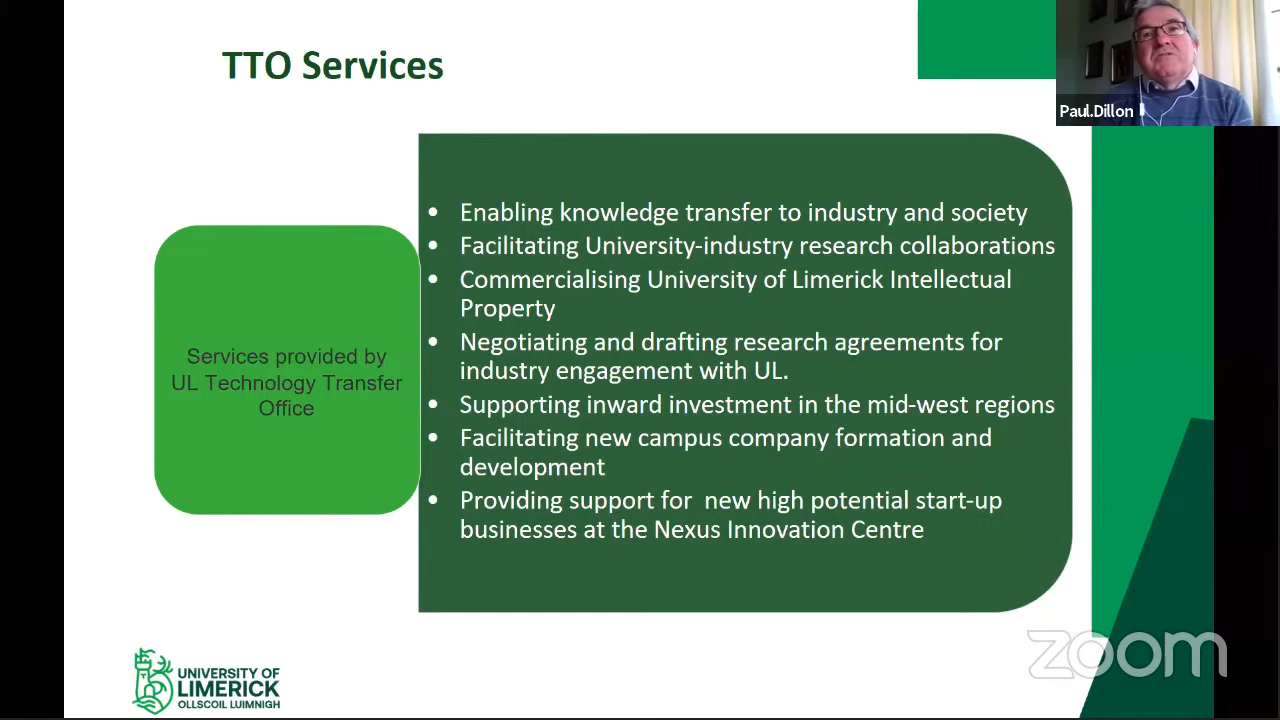 TTO Services
Paul.Dillon
Services provided by
UL Technology Transfer
Office
• Enabling knowledge transfer to industry and society
• Facilitating University-industry research collaborations
• Commercialising University of Limerick Intellectual
Property
• Negotiating and drafting research agreements for
industry engagement with UL.
• Supporting inward investment in the mid-west regions
• Facilitating new campus company formation and
development
• Providing support for  new high potential start-up
businesses at the Nexus Innovation Centre
UNIVERSITY OF
LIMERICK
OLLSCOIL LUIMNIGH
zoom